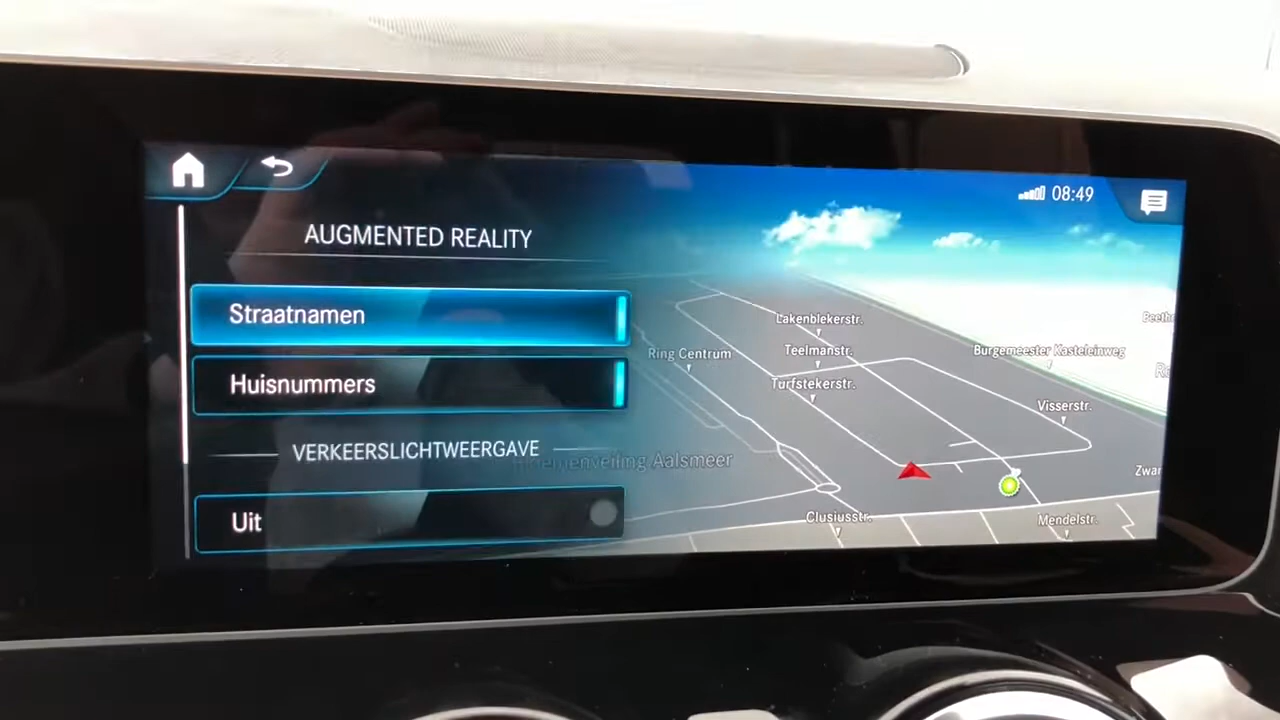 08:49
AUGMENTED REALITY
Straatnamen
Huisnummers
VERKEERSLICHTWEERGAVE
Uit
Lakenblekerstr.
Ring Centrum
Teelmanstr.
Burgemeester Kasteleinweg
Turfstekerstr.
Visserstr.
Aalsmeer
Clusiusstr.
Mendelstr.